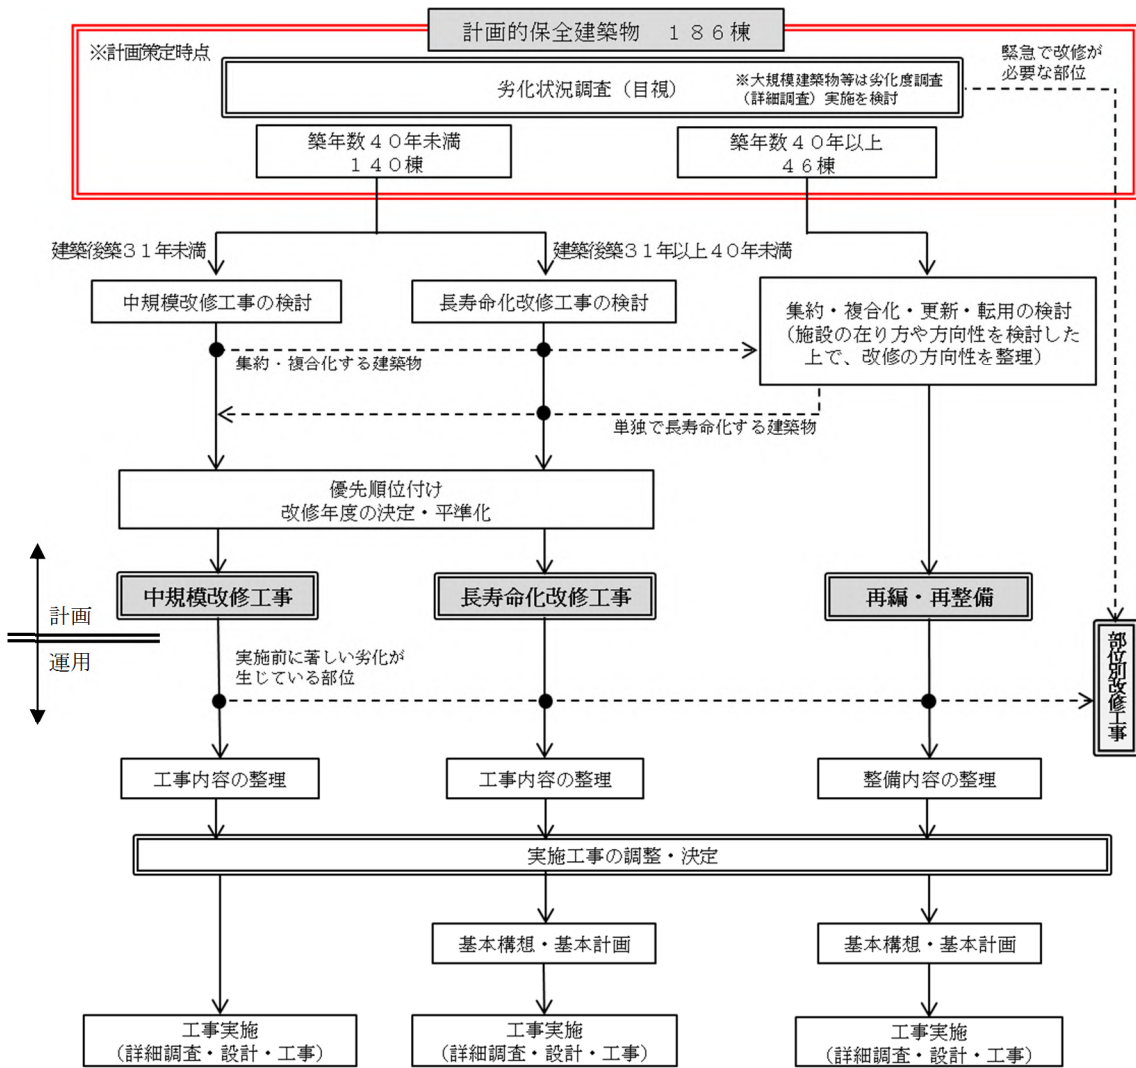 計画的保全建築物　１８６棟
※計画策定時点
緊急で改修が
必要な部位
劣化状況調査（目視）
※大規模建築物等は劣化度調査
（詳細調査）実施を検討
築年数４０年未満
１４０棟
築年数４０年以上
４６棟
建築後築３１年未満
建築後築３１年以上４０年未満
中規模改修工事の検討
長寿命化改修工事の検討
集約・複合化・更新・転用の検討
（施設の在り方や方向性を検討した
上で、改修の方向性を整理）
集約・複合化する建築物
単独で長寿命化する建築物
優先順位付け
改修年度の決定・平準化
中規模改修工事
長寿命化改修工事
再編・再整備
計画
運用
部位別改修工事
実施前に著しい劣化が
生じている部位
工事内容の整理
工事内容の整理
整備内容の整理
実施工事の調整・決定
基本構想・基本計画
基本構想・基本計画
工事実施
（詳細調査・設計・工事）
工事実施
（詳細調査・設計・工事）
工事実施
（詳細調査・設計・工事）